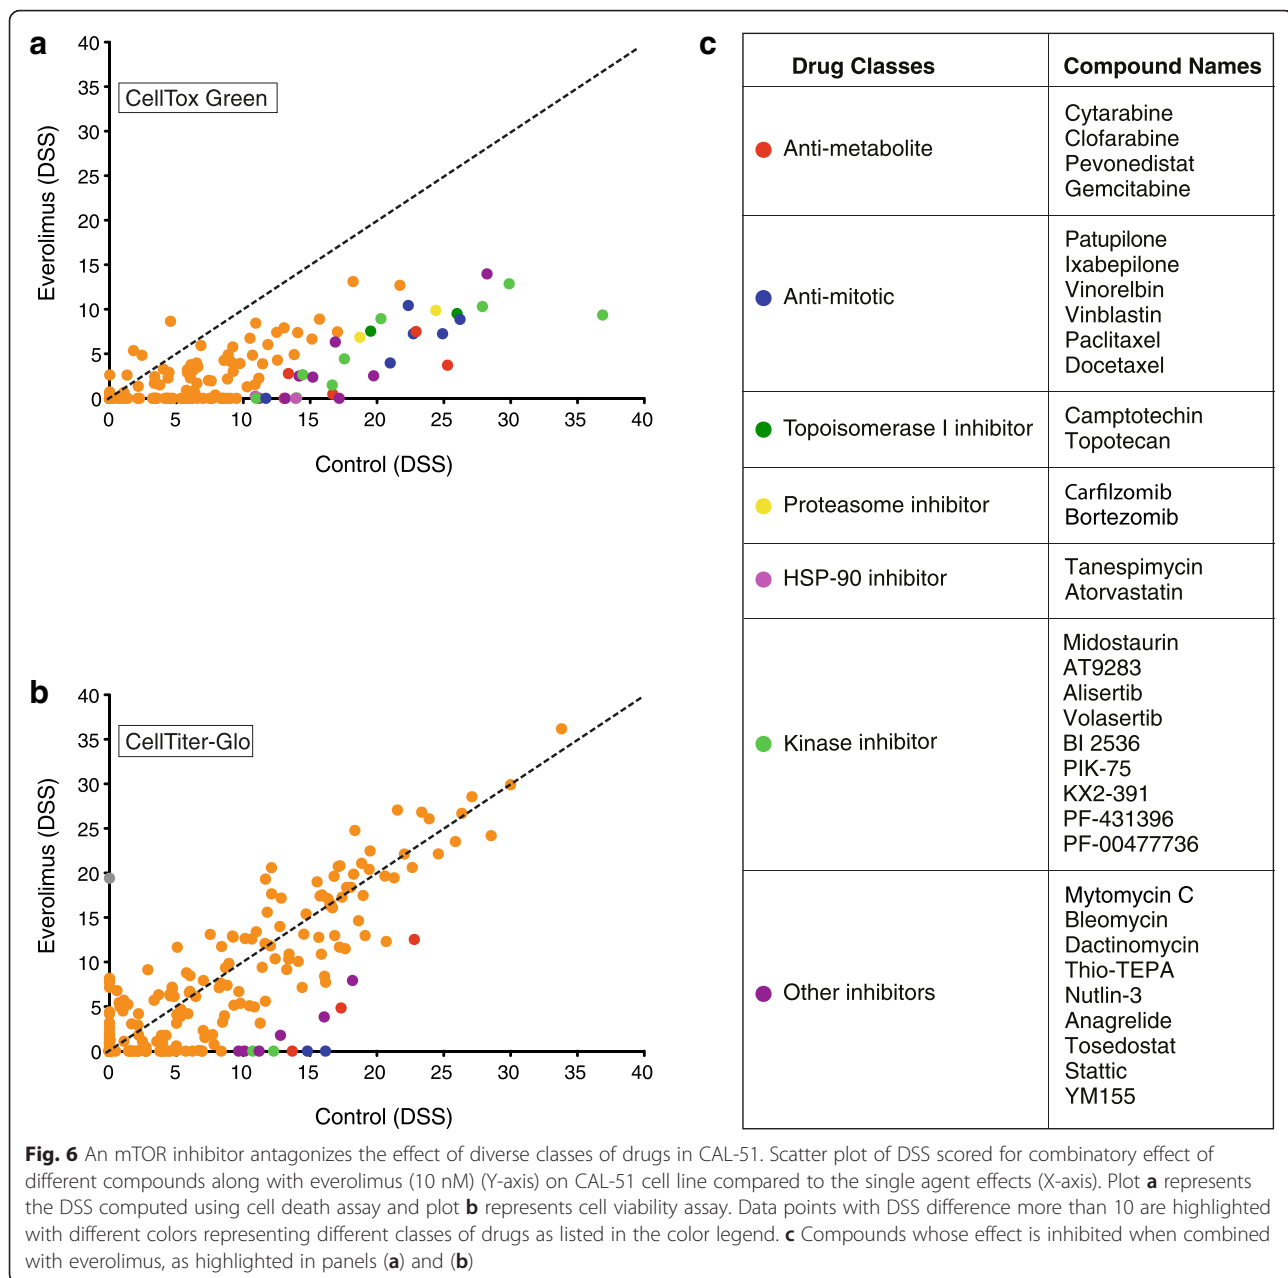 a
40
35
30
25
20
15
10
5
0
CellTox Green
Everolimus (DSS)
0 5 10 15 20 25 30 35 40
Control (DSS)
b
40
35
30
25
20
15
10
5
0
CellTiter-Glo
Everolimus (DSS)
0 5 10 15 20 25 30 35 40
Control (DSS)
c
Drug Classes Compound Names
Anti-metabolite
Cytarabine
Clofarabine
Pevonedistat
Gemcitabine
Anti-mitotic
Patupilone
Ixabepilone
Vinorelbin
Vinblastin
Paclitaxel
Docetaxel
Topoisomerase I inhibitor
Camptotechin
Topotecan
Proteasome inhibitor
Carfilzomib
Bortezomib
HSP-90 inhibitor
Tanespimycin
Atorvastatin
Kinase inhibitor
Midostaurin
AT9283
Alisertib
Volasertib
BI 2536
PIK-75
KX2-391
PF-431396
PF-00477736
Other inhibitors
Mytomycin C
Bleomycin
Dactinomycin
Thio-TEPA
Nutlin-3
Anagrelide
Tosedostat
Stattic
YM155
Fig. 6 An mTOR inhibitor antagonizes the effect of diverse classes of drugs in CAL-51. Scatter plot of DSS scored for combinatory effect of
different compounds along with everolimus (10 nM) (Y-axis) on CAL-51 cell line compared to the single agent effects (X-axis). Plot a represents
the DSS computed using cell death assay and plot b represents cell viability assay. Data points with DSS difference more than 10 are highlighted
with different colors representing different classes of drugs as listed in the color legend. c Compounds whose effect is inhibited when combined
with everolimus, as highlighted in panels (a) and (b)